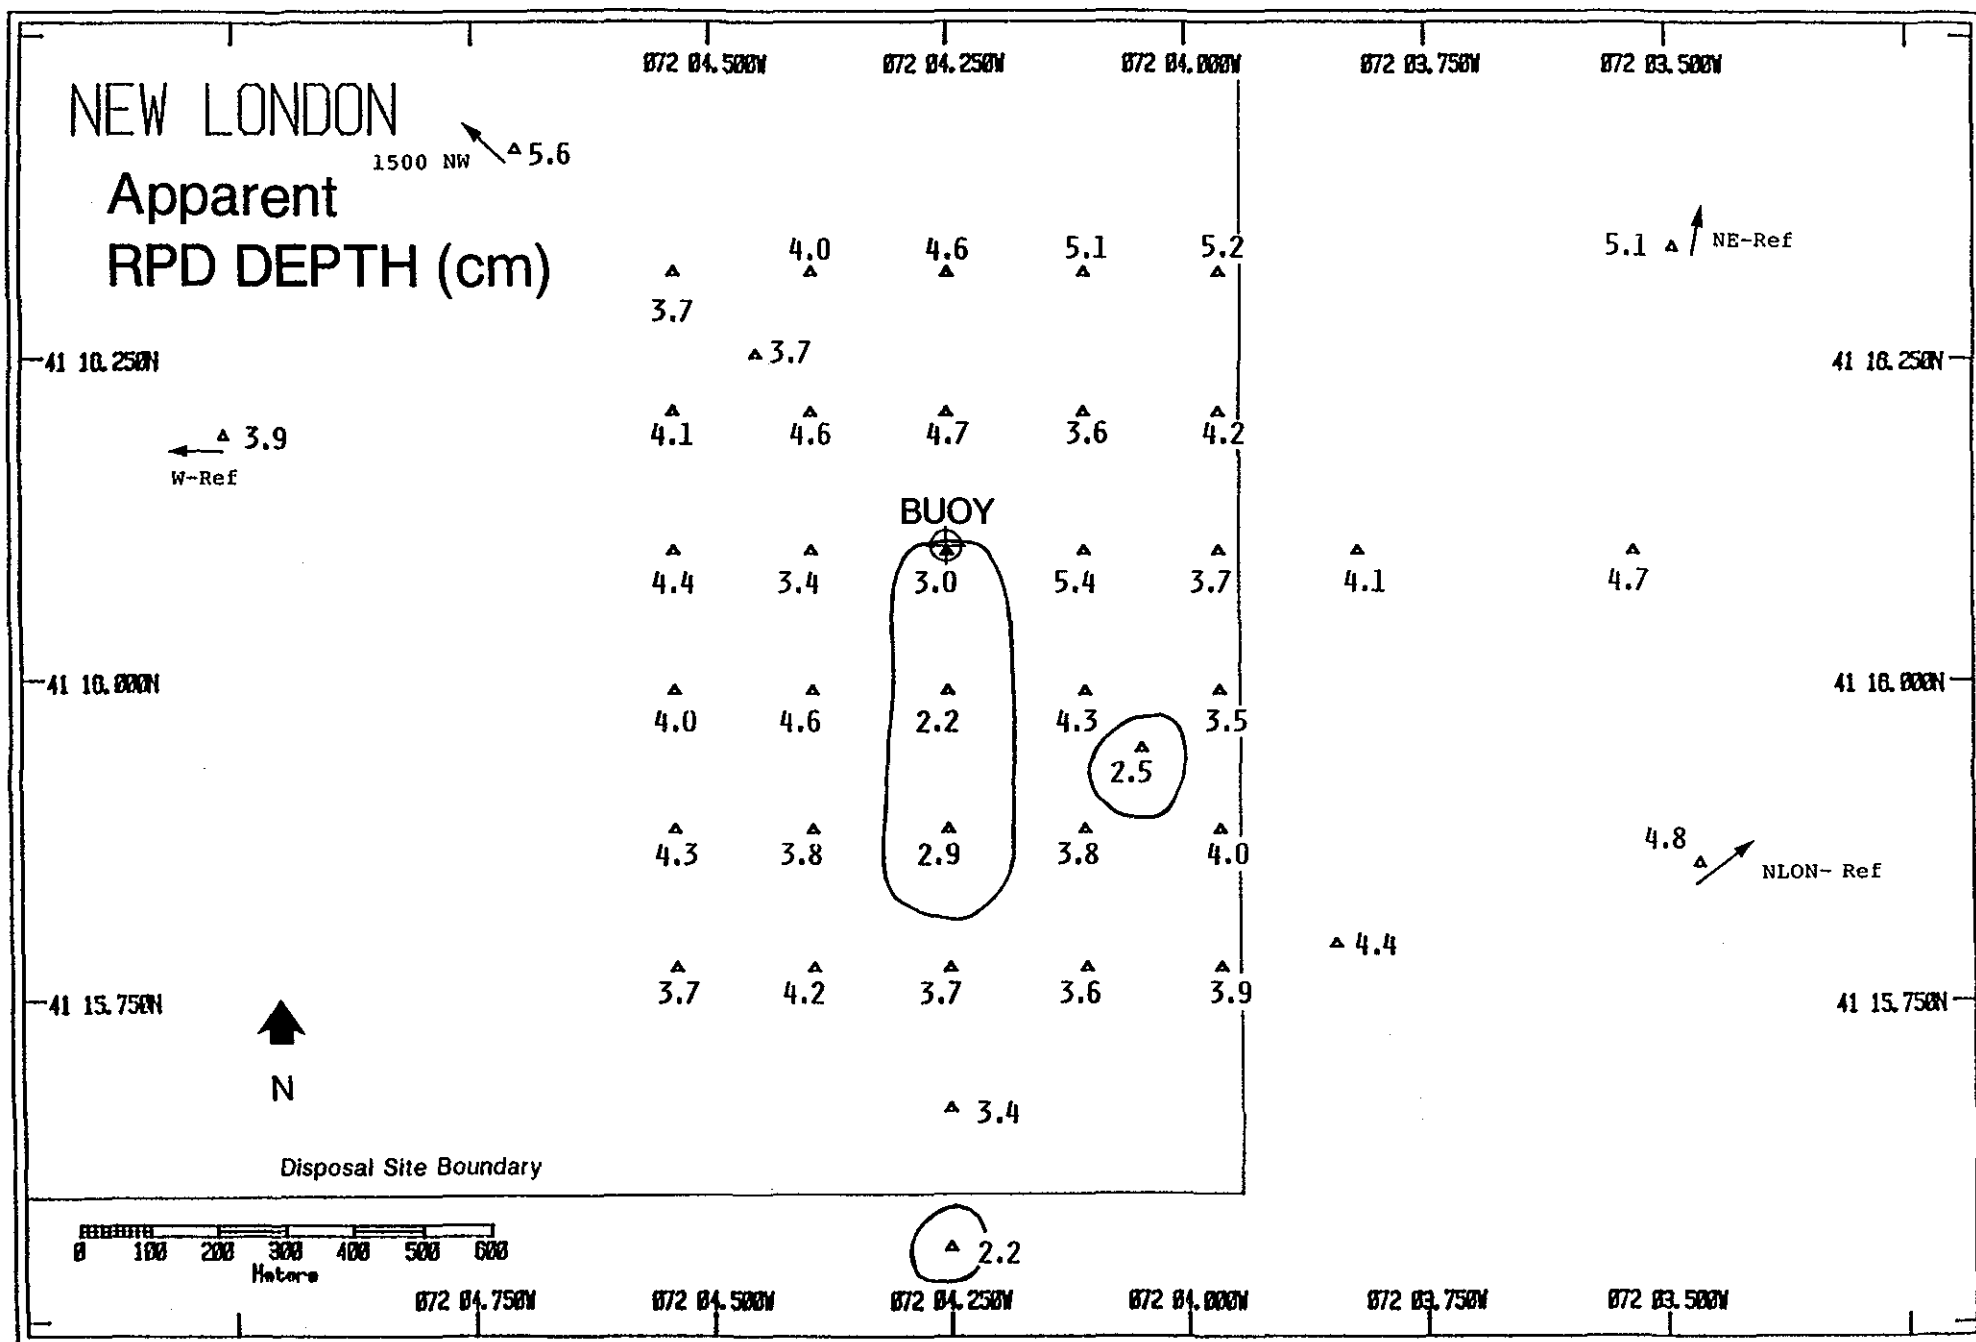 072 04.500W 072 04.250W 072 04.000W 072 03.750W 072 03.500W
NEW LONDON
1500 NW 5.6
Apparent
RPD DEPTH (cm)
4.0 4.6 5.1 5.2 5.1 NE-Ref
3.7
3.7
41 16.250N 41 16.250N
3.9 4.1 4.6 4.7 3.6 4.2
W-Ref
BUOY
4.4 3.4 3.0 5.4 3.7 4.1 4.7
41 16.000N 41 16.000N
4.0 4.6 2.2 4.3 3.5
2.5
4.3 3.8 2.9 3.8 4.0 4.8
NLON- Ref
4.4
3.7 4.2 3.7 3.6 3.9
41 15.750N 41 15.750N
N
3.4
Disposal Site Boundary
0 100 200 300 400 500 600
Meters
2.2
072 04.750W 072 04.500W 072 04.250W 072 04.000W 072 03.750W 072 03.500W